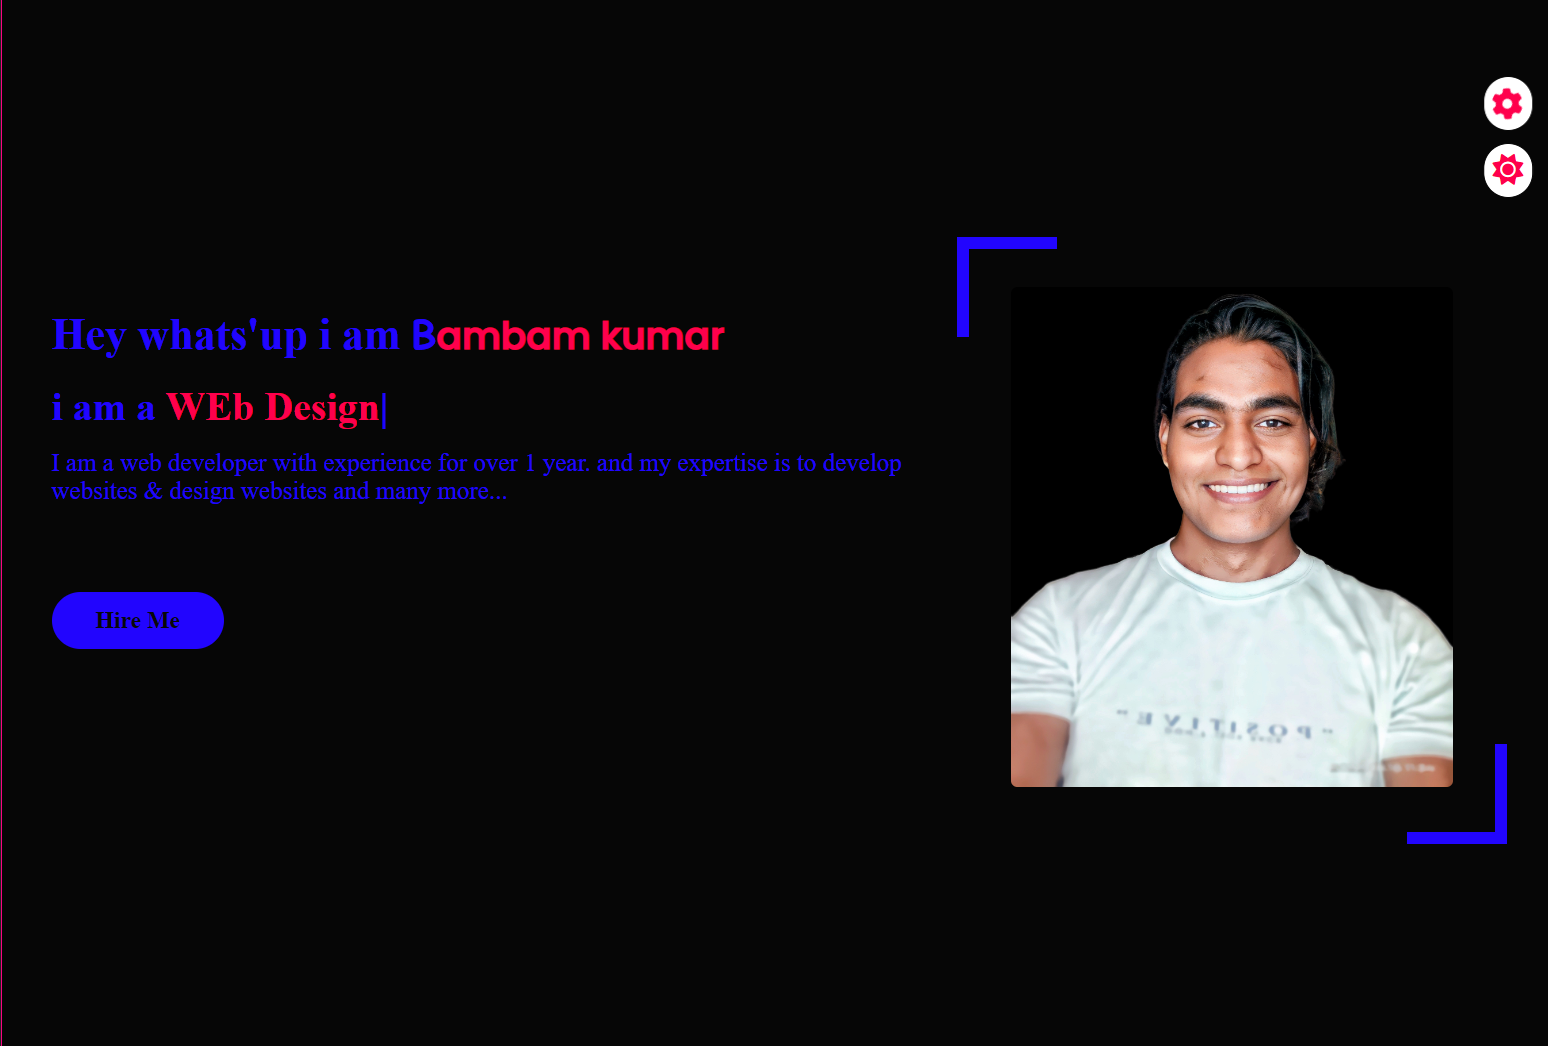 Hey whats'up i am Bambam kumar
i am a WEb Design|
I am a web developer with experience for over 1 year. and my expertise is to develop
websites & design websites and many more...
Hire Me
"POSITIVE"